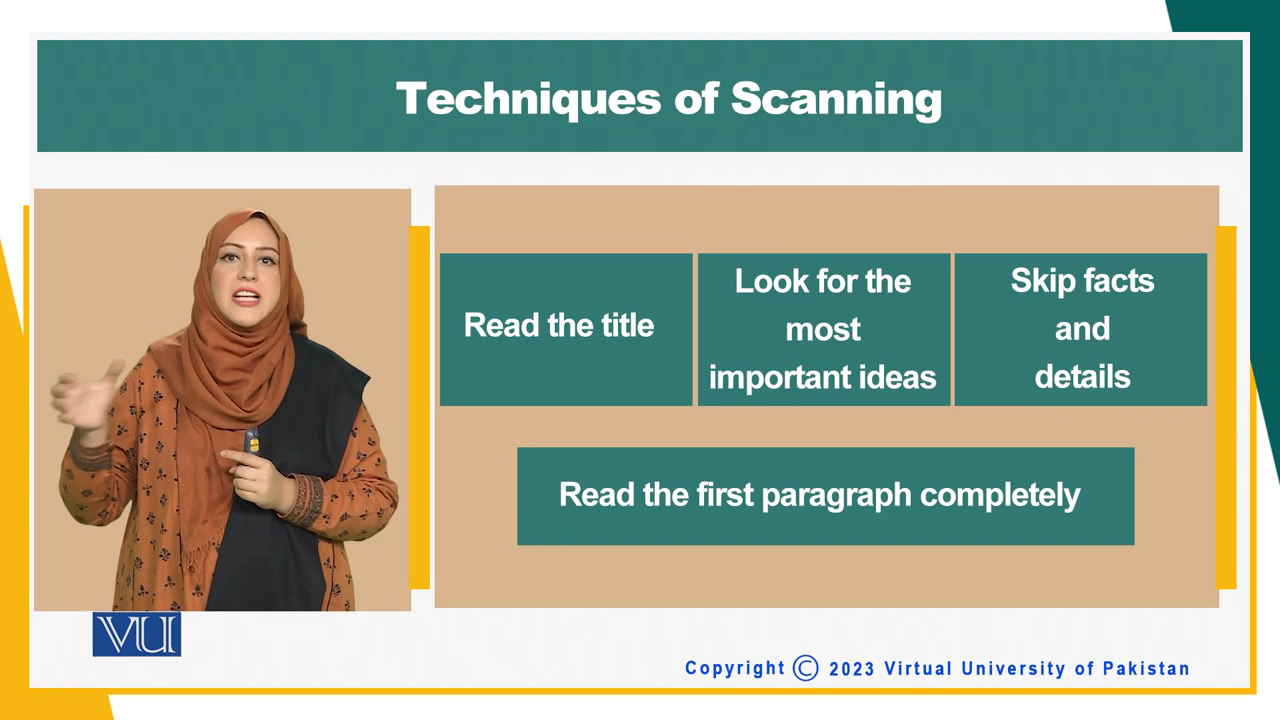 Techniques of Scanning
Read the title
Look for the
most
important ideas
Skip facts
and
details
Read the first paragraph completely
VU
Copyright © 2023 Virtual University of Pakistan